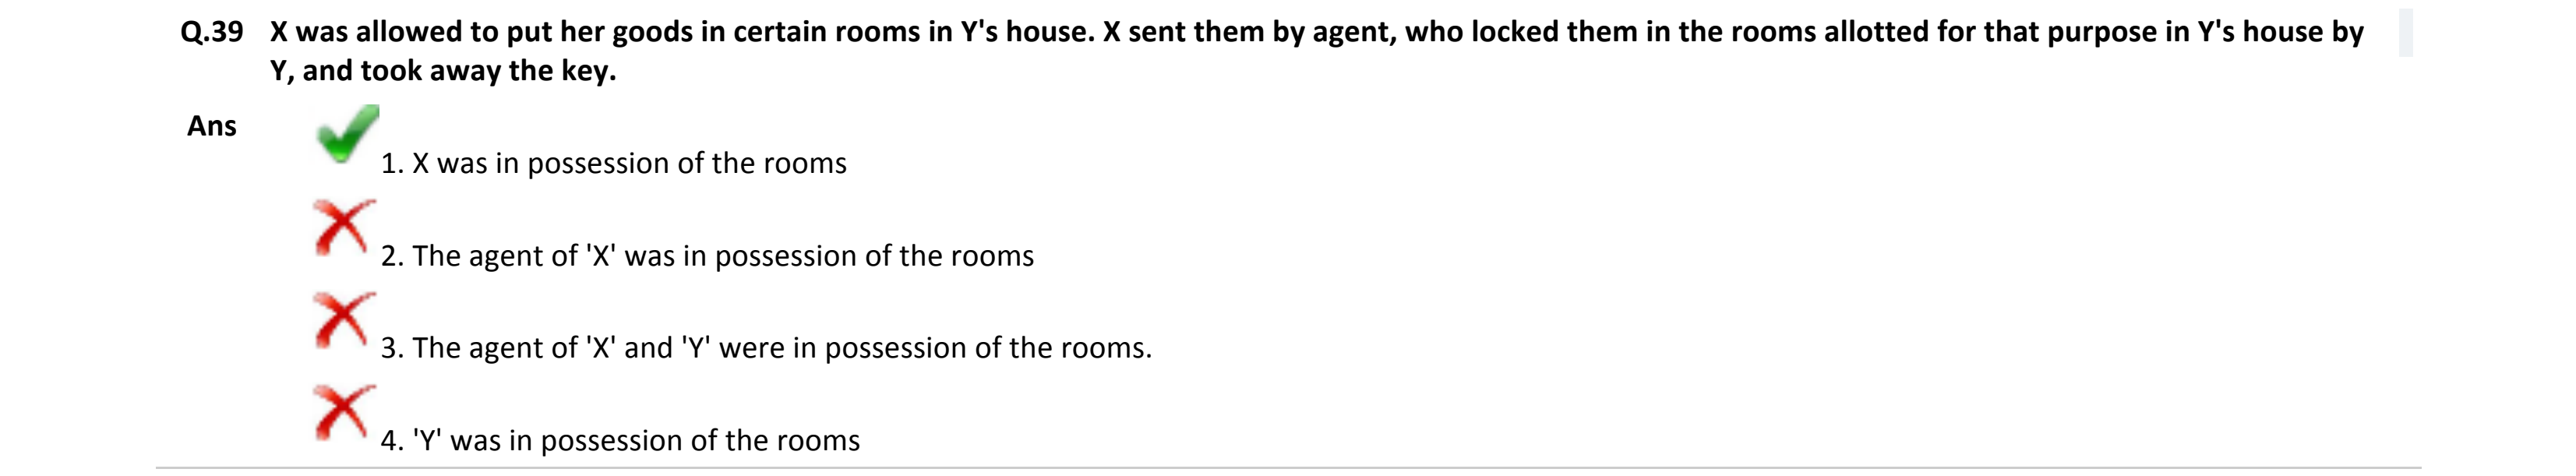 Q.39 X was allowed to put her goods in certain rooms in Y's house. X sent them by agent, who locked them in the rooms allotted for that purpose in Y's house by
Y, and took away the key.
Ans
1. X was in possession of the rooms
2. The agent of 'X' was in possession of the rooms
3. The agent of 'X' and 'Y' were in possession of the rooms.
4. 'Y' was in possession of the rooms